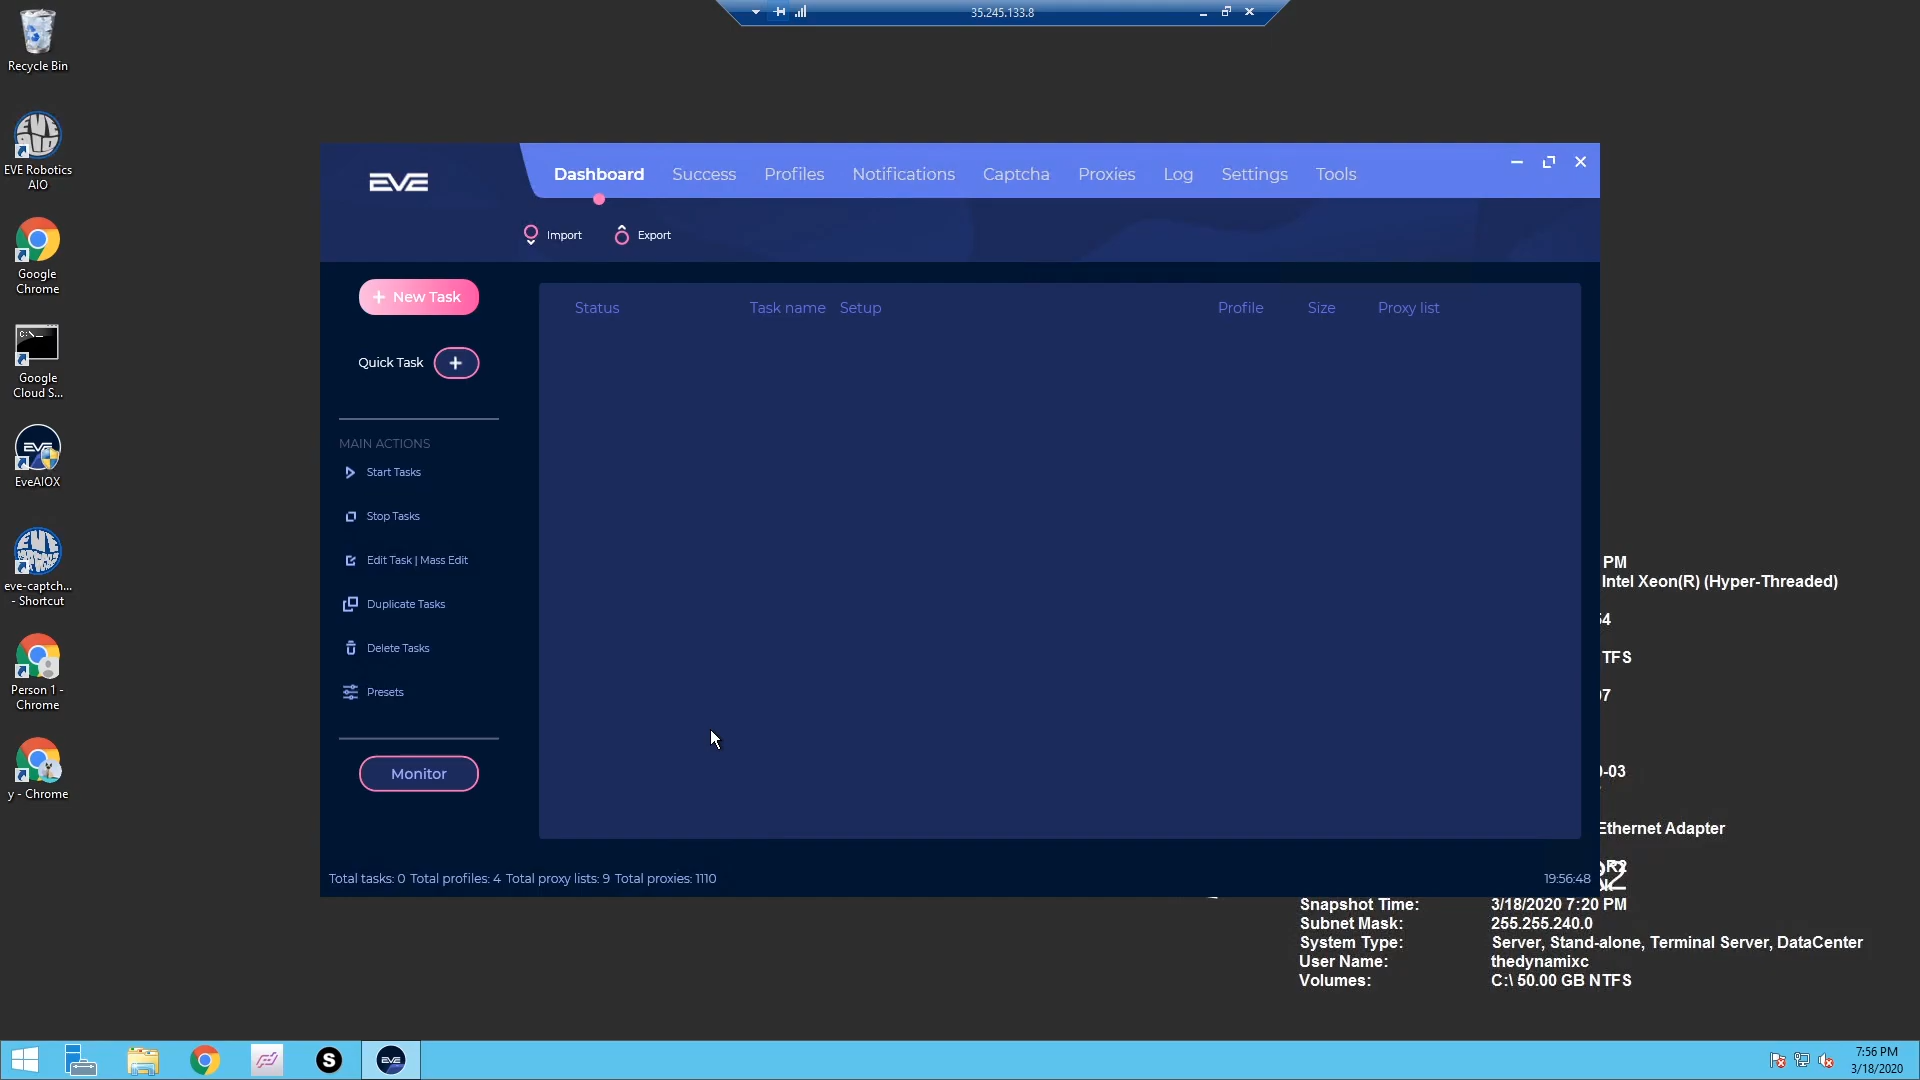 35.245.133.8
Recycle Bin
EVE Robotics
AIO
Google
Chrome
Google
Cloud S...
EveAIOX
eve-captch...
- Shortcut
Person 1 -
Chrome
y - Chrome
EVE
Dashboard Success Profiles Notifications Captcha Proxies Log Settings Tools
Import Export
+ New Task
Quick Task +
MAIN ACTIONS
Start Tasks
Stop Tasks
Edit Task | Mass Edit
Duplicate Tasks
Delete Tasks
Presets
Monitor
Status Task name Setup Profile Size Proxy list
Total tasks: 0 Total profiles: 4 Total proxy lists: 9 Total proxies: 1110
19:56:48
PM
Intel Xeon(R) (Hyper-Threaded)
TFS
-03
Ethernet Adapter
R2
Snapshot Time: 3/18/2020 7:20 PM
Subnet Mask: 255.255.240.0
System Type: Server, Stand-alone, Terminal Server, DataCenter
User Name: thedynamixc
Volumes: C:\ 50.00 GB NTFS
S
EVE
7:56 PM
3/18/2020